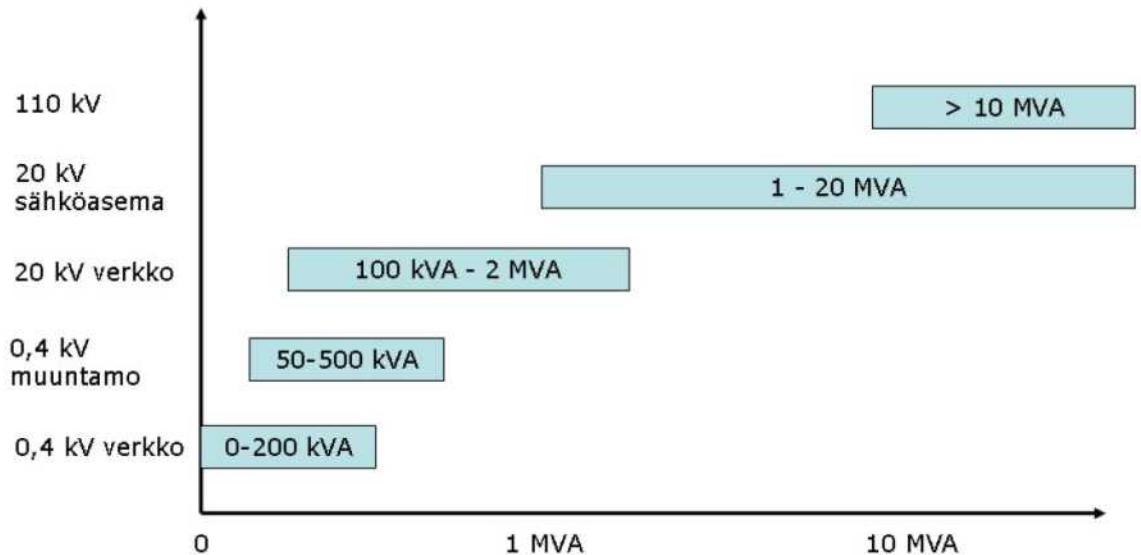 110 kV
> 10 MVA
20 kV
sähköasema
1 - 20 MVA
20 kV verkko
100 kVA - 2 MVA
0,4 kV
muuntamo
50-500 kVA
0,4 kV verkko
0-200 kVA
0
1 MVA
10 MVA